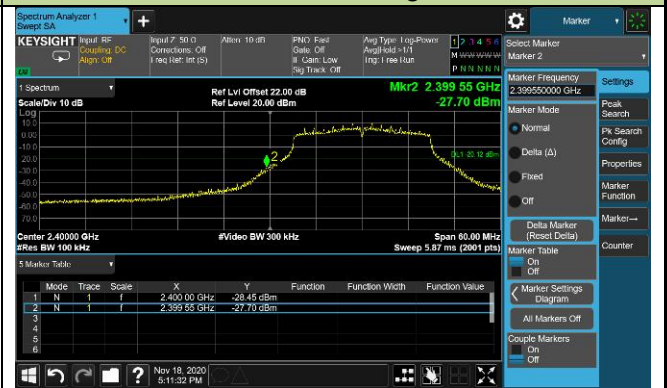 Spectrum Analyzer 1
Swept SA
KEYSIGHT
Input: RF
Coupling: DC
Align: Off
Input Z: 50 Ω
Corrections: Off
Freq Ref: Int (S)
Atten: 10 dB
PNO: Fast
Gate: Off
IF Gain: Low
Sig Track: Off
Avg Type: Log-Power
Avg|Hold:>1/1
Trig: Free Run
1 2 3 4 5 6
M W W W W W
P N N N N N
1 Spectrum
Scale/Div 10 dB
Log
Ref Lvl Offset 22.00 dB
Ref Level 20.00 dBm
Mkr2 2.399 55 GHz
-27.70 dBm
10.0
0.00
-10.0
-20.0
-30.0
-40.0
-50.0
-60.0
-70.0
2
DL1 -20.12 dBm
Center 2.40000 GHz
#Res BW 100 kHz
#Video BW 300 kHz
Span 60.00 MHz
Sweep 5.87 ms (2001 pts)
5 Marker Table
Mode Trace Scale X Y Function Function Width Function Value
1 N 1 f 2.400 00 GHz -28.45 dBm
2 N 1 f 2.399 55 GHz -27.70 dBm
3
4
5
6
Nov 18, 2020
5:11:32 PM
Marker
Select Marker
Marker 2
Marker Frequency
2.399550000 GHz
Marker Mode
Normal
Delta (Δ)
Fixed
Off
Delta Marker
(Reset Delta)
Marker Table
On
Off
Marker Settings
Diagram
All Markers Off
Couple Markers
On
Off
Settings
Peak
Search
Pk Search
Config
Properties
Marker
Function
Marker→
Counter